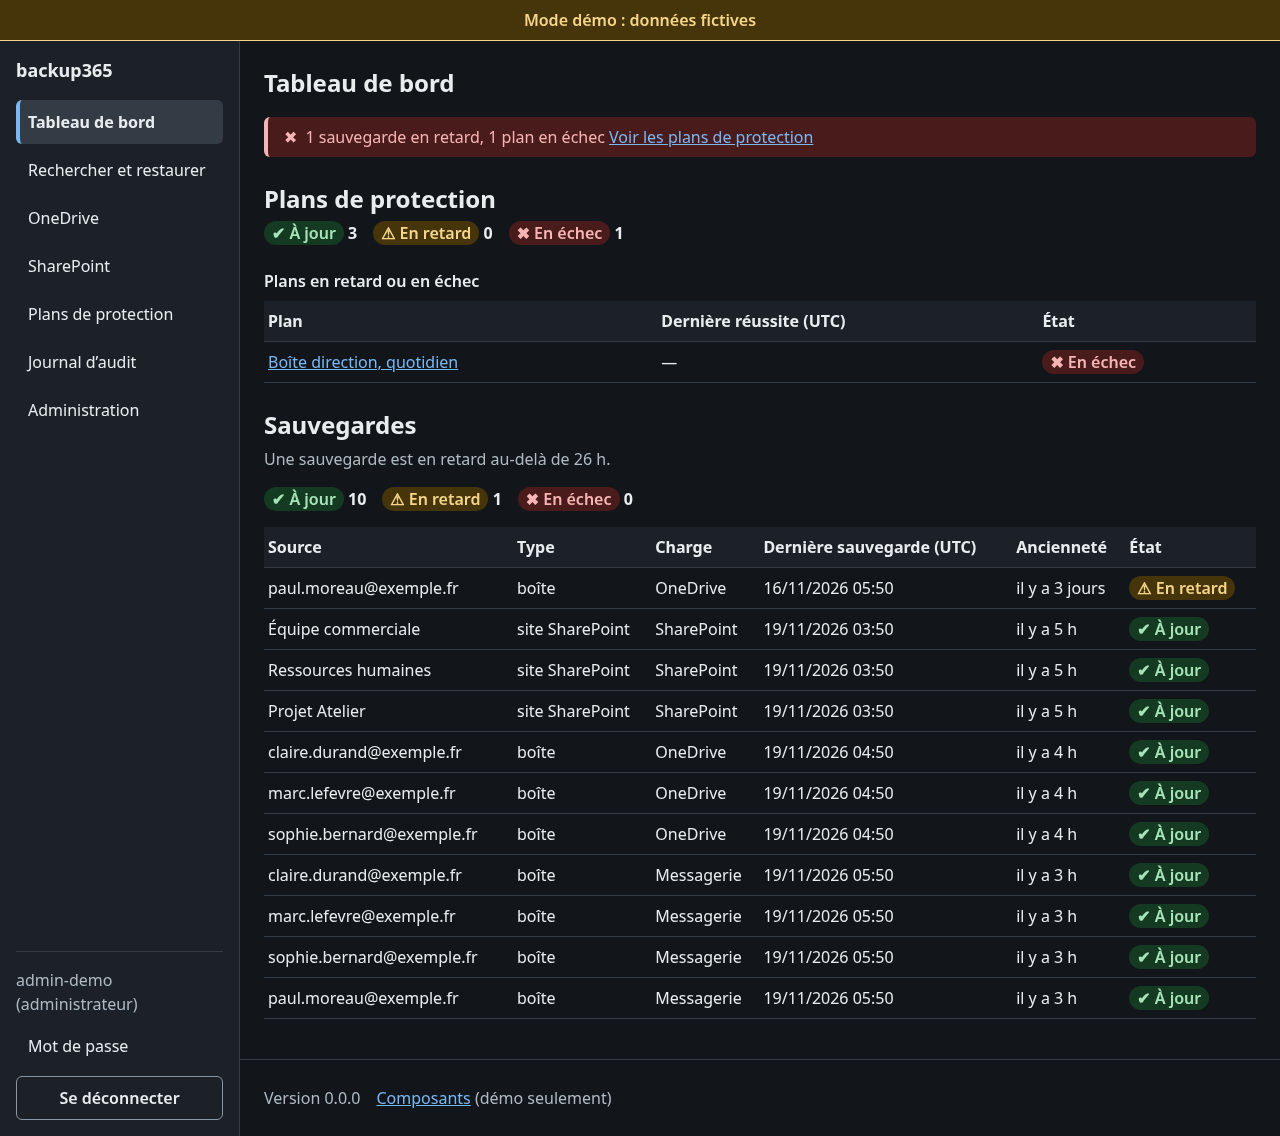 Mode démo : données fictives
backup365
Tableau de bord
Rechercher et restaurer
OneDrive
SharePoint
Plans de protection
Journal d’audit
Administration
admin-demo
(administrateur)
Mot de passe
Se déconnecter
Tableau de bord
✖ 1 sauvegarde en retard, 1 plan en échec Voir les plans de protection
Plans de protection
✔ À jour 3 ⚠ En retard 0 ✖ En échec 1
Plans en retard ou en échec
Plan Dernière réussite (UTC) État
Boîte direction, quotidien — ✖ En échec
Sauvegardes
Une sauvegarde est en retard au-delà de 26 h.
✔ À jour 10 ⚠ En retard 1 ✖ En échec 0
Source Type Charge Dernière sauvegarde (UTC) Ancienneté État
paul.moreau@exemple.fr boîte OneDrive 16/11/2026 05:50 il y a 3 jours ⚠ En retard
Équipe commerciale site SharePoint SharePoint 19/11/2026 03:50 il y a 5 h ✔ À jour
Ressources humaines site SharePoint SharePoint 19/11/2026 03:50 il y a 5 h ✔ À jour
Projet Atelier site SharePoint SharePoint 19/11/2026 03:50 il y a 5 h ✔ À jour
claire.durand@exemple.fr boîte OneDrive 19/11/2026 04:50 il y a 4 h ✔ À jour
marc.lefevre@exemple.fr boîte OneDrive 19/11/2026 04:50 il y a 4 h ✔ À jour
sophie.bernard@exemple.fr boîte OneDrive 19/11/2026 04:50 il y a 4 h ✔ À jour
claire.durand@exemple.fr boîte Messagerie 19/11/2026 05:50 il y a 3 h ✔ À jour
marc.lefevre@exemple.fr boîte Messagerie 19/11/2026 05:50 il y a 3 h ✔ À jour
sophie.bernard@exemple.fr boîte Messagerie 19/11/2026 05:50 il y a 3 h ✔ À jour
paul.moreau@exemple.fr boîte Messagerie 19/11/2026 05:50 il y a 3 h ✔ À jour
Version 0.0.0 Composants (démo seulement)